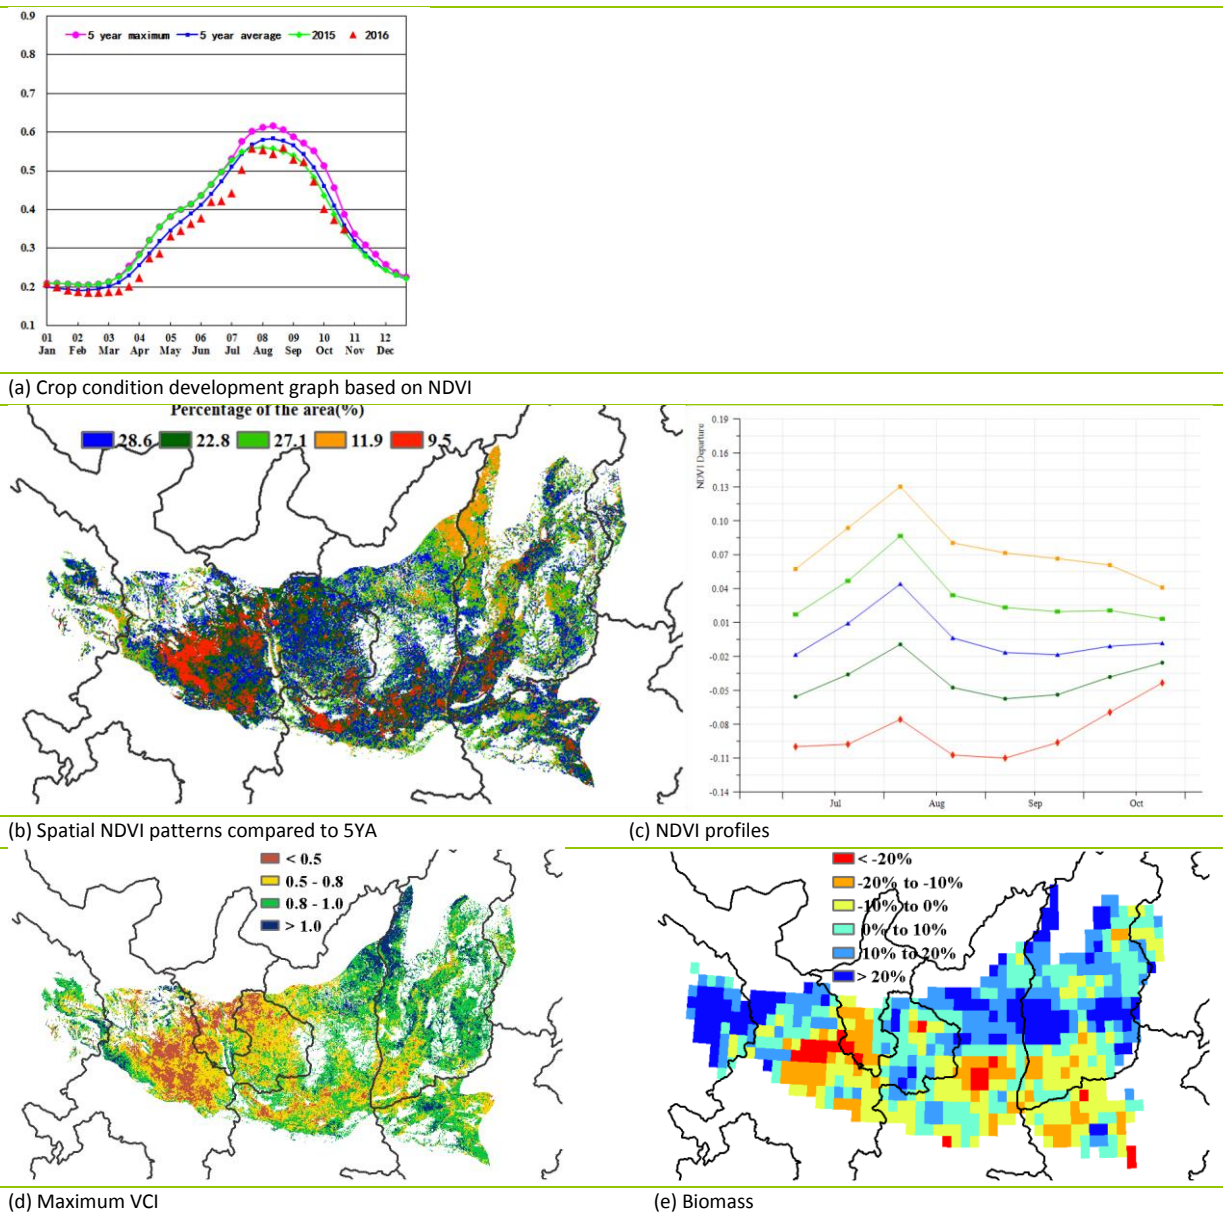 0.9
5 year maximum 5 year average 2015 2016
0.8
0.7
0.6
0.5
0.4
0.3
0.2
0.1
01 02 03 04 05 06 07 08 09 10 11 12
Jan Feb Mar Apr May Jun Jul Aug Sep Oct Nov Dec
(a) Crop condition development graph based on NDVI
Percentage of the area(%)
28.6 22.8 27.1 11.9 9.5
NDVI Departure
0.19
0.16
0.13
0.10
0.07
0.04
0.01
-0.02
-0.05
-0.08
-0.11
-0.14
Jul Aug Sep Oct
(b) Spatial NDVI patterns compared to 5YA (c) NDVI profiles
< 0.5
0.5 - 0.8
0.8 - 1.0
> 1.0
< -20%
-20% to -10%
-10% to 0%
0% to 10%
10% to 20%
> 20%
(d) Maximum VCI (e) Biomass